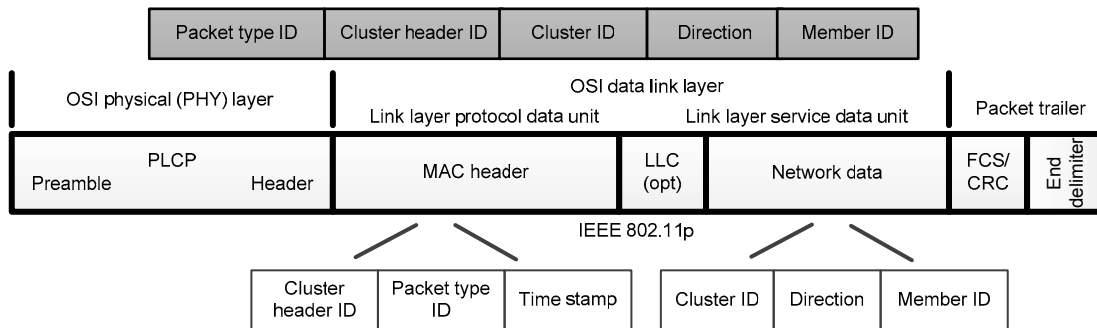 Packet type ID Cluster header ID Cluster ID Direction Member ID
OSI physical (PHY) layer
OSI data link layer
Link layer protocol data unit
Link layer service data unit
Packet trailer
PLCP
Preamble Header
MAC header
LLC
(opt)
Network data
FCS/
CRC
End
delimiter
IEEE 802.11p
Cluster
header ID
Packet type
ID
Time stamp
Cluster ID
Direction
Member ID